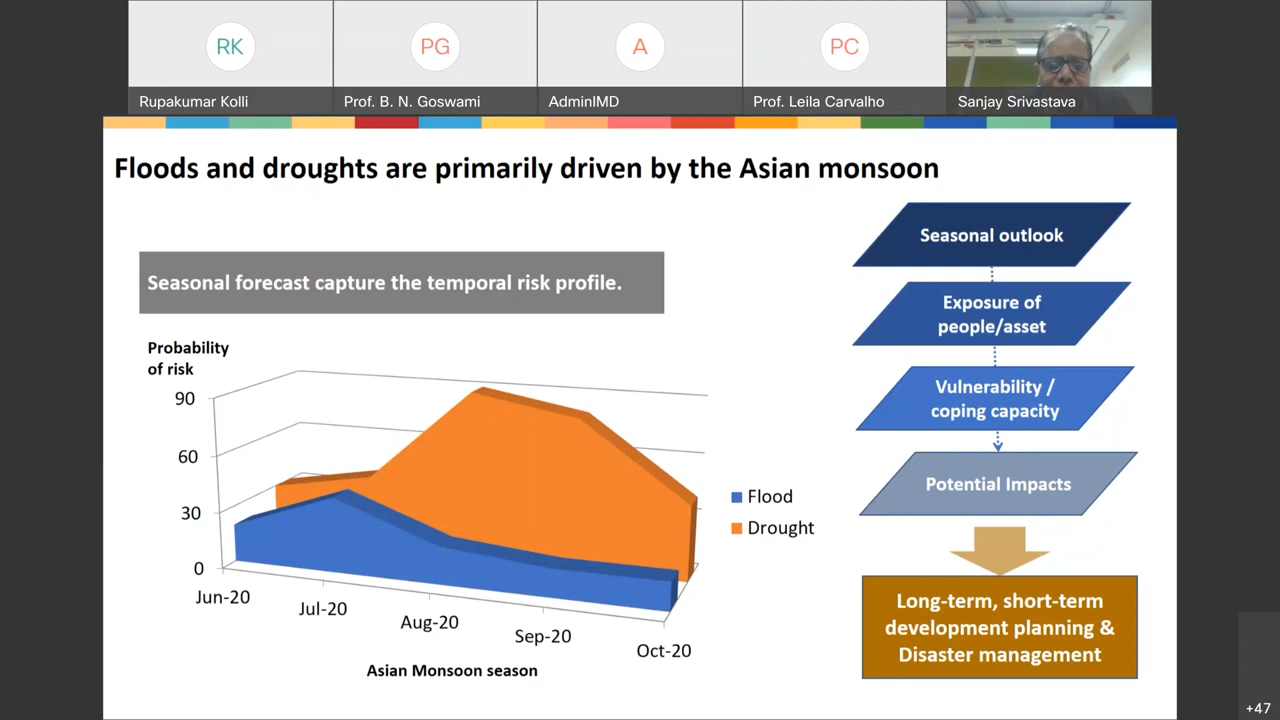 RK
PG
A
PC
Rupakumar Kolli
Prof. B. N. Goswami
AdminIMD
Prof. Leila Carvalho
Sanjay Srivastava
Floods and droughts are primarily driven by the Asian monsoon
Seasonal forecast capture the temporal risk profile.
Probability
of risk
90
60
30
0
Jun-20
Jul-20
Aug-20
Sep-20
Oct-20
Asian Monsoon season
Flood
Drought
Seasonal outlook
Exposure of
people/asset
Vulnerability /
coping capacity
Potential Impacts
Long-term, short-term
development planning &
Disaster management
+47